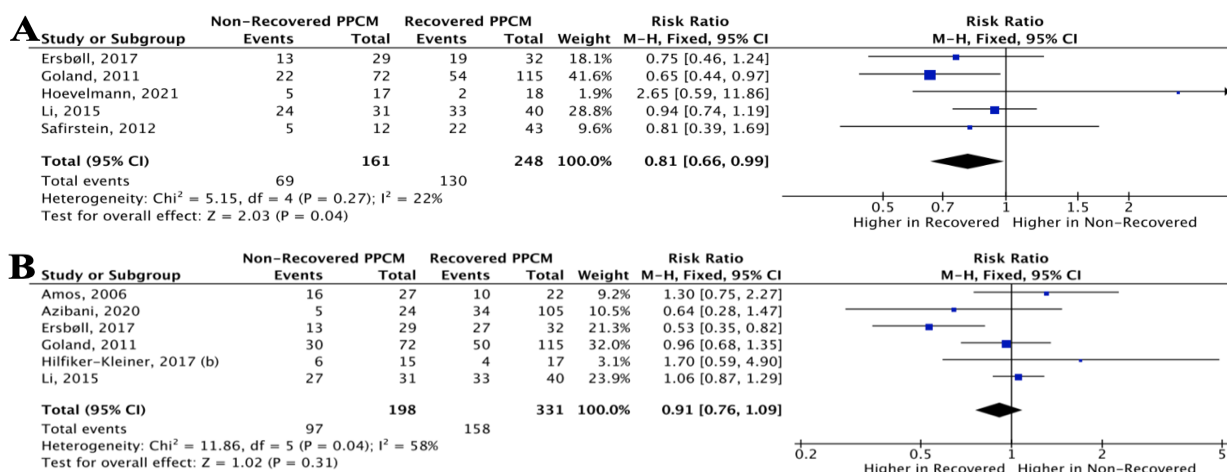 A
Non-Recovered PPCM Recovered PPCM Risk Ratio Risk Ratio
Study or Subgroup Events Total Events Total Weight M-H, Fixed, 95% CI M-H, Fixed, 95% CI
Ersbøll, 2017 13 29 19 32 18.1% 0.75 [0.46, 1.24]
Goland, 2011 22 72 54 115 41.6% 0.65 [0.44, 0.97]
Hoevelmann, 2021 5 17 2 18 1.9% 2.65 [0.59, 11.86]
Li, 2015 24 31 33 40 28.8% 0.94 [0.74, 1.19]
Safirstein, 2012 5 12 22 43 9.6% 0.81 [0.39, 1.69]
Total (95% CI) 161 248 100.0% 0.81 [0.66, 0.99]
Total events 69 130
Heterogeneity: Chi² = 5.15, df = 4 (P = 0.27); I² = 22%
Test for overall effect: Z = 2.03 (P = 0.04)
0.5 0.7 1 1.5 2
Higher in Recovered Higher in Non-Recovered
B
Non-Recovered PPCM Recovered PPCM Risk Ratio Risk Ratio
Study or Subgroup Events Total Events Total Weight M-H, Fixed, 95% CI M-H, Fixed, 95% CI
Amos, 2006 16 27 10 22 9.2% 1.30 [0.75, 2.27]
Azibani, 2020 5 24 34 105 10.5% 0.64 [0.28, 1.47]
Ersbøll, 2017 13 29 27 32 21.3% 0.53 [0.35, 0.82]
Goland, 2011 30 72 50 115 32.0% 0.96 [0.68, 1.35]
Hilfiker-Kleiner, 2017 (b) 6 15 4 17 3.1% 1.70 [0.59, 4.90]
Li, 2015 27 31 33 40 23.9% 1.06 [0.87, 1.29]
Total (95% CI) 198 331 100.0% 0.91 [0.76, 1.09]
Total events 97 158
Heterogeneity: Chi² = 11.86, df = 5 (P = 0.04); I² = 58%
Test for overall effect: Z = 1.02 (P = 0.31)
0.2 0.5 1 2 5
Higher in Recovered Higher in Non-Recovered